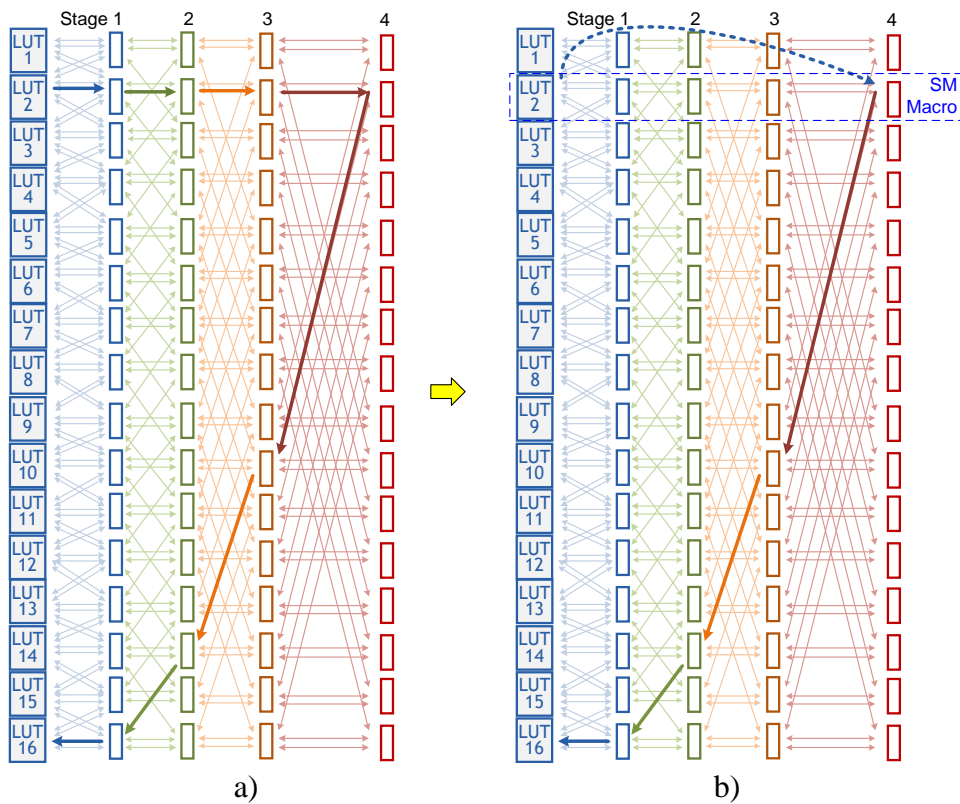 Stage 1 2 3 4
LUT
1
LUT
2
LUT
3
LUT
4
LUT
5
LUT
6
LUT
7
LUT
8
LUT
9
LUT
10
LUT
11
LUT
12
LUT
13
LUT
14
LUT
15
LUT
16
a)
Stage 1 2 3 4
LUT
1
LUT
2
SM
Macro
LUT
3
LUT
4
LUT
5
LUT
6
LUT
7
LUT
8
LUT
9
LUT
10
LUT
11
LUT
12
LUT
13
LUT
14
LUT
15
LUT
16
b)